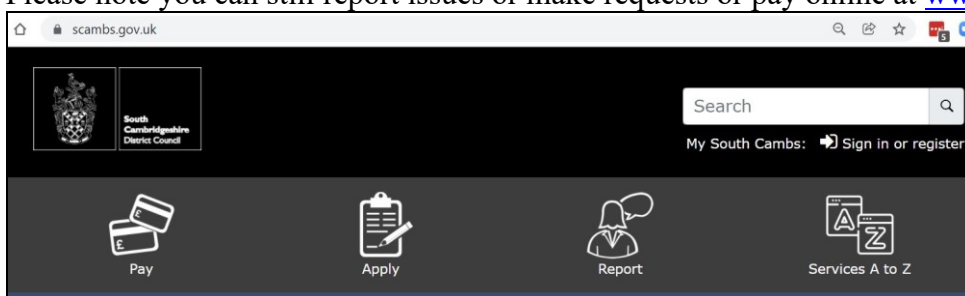 Please note you can still report issues or make requests or pay online at
scambs.gov.uk
5
South
Cambridgeshire
District Council
Search
My South Cambs: Sign in or register
£
£
A
Z
Pay Apply Report Services A to Z